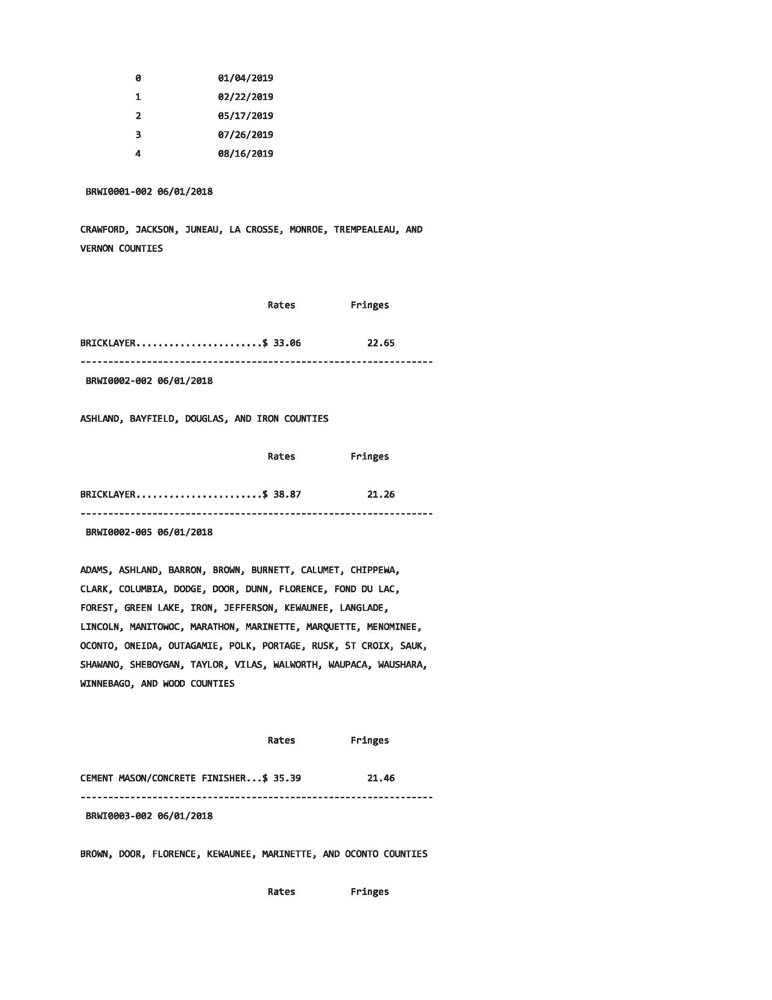 0 01/04/2019
1 02/22/2019
2 05/17/2019
3 07/26/2019
4 08/16/2019
BRWI0001-002 06/01/2018
CRAWFORD, JACKSON, JUNEAU, LA CROSSE, MONROE, TREMPEALEAU, AND
VERNON COUNTIES
Rates Fringes
BRICKLAYER.......................$ 33.06 22.65
----------------------------------------------------------------
BRWI0002-002 06/01/2018
ASHLAND, BAYFIELD, DOUGLAS, AND IRON COUNTIES
Rates Fringes
BRICKLAYER.......................$ 38.87 21.26
----------------------------------------------------------------
BRWI0002-005 06/01/2018
ADAMS, ASHLAND, BARRON, BROWN, BURNETT, CALUMET, CHIPPEWA,
CLARK, COLUMBIA, DODGE, DOOR, DUNN, FLORENCE, FOND DU LAC,
FOREST, GREEN LAKE, IRON, JEFFERSON, KEWAUNEE, LANGLADE,
LINCOLN, MANITOWOC, MARATHON, MARINETTE, MARQUETTE, MENOMINEE,
OCONTO, ONEIDA, OUTAGAMIE, POLK, PORTAGE, RUSK, ST CROIX, SAUK,
SHAWANO, SHEBOYGAN, TAYLOR, VILAS, WALWORTH, WAUPACA, WAUSHARA,
WINNEBAGO, AND WOOD COUNTIES
Rates Fringes
CEMENT MASON/CONCRETE FINISHER...$ 35.39 21.46
----------------------------------------------------------------
BRWI0003-002 06/01/2018
BROWN, DOOR, FLORENCE, KEWAUNEE, MARINETTE, AND OCONTO COUNTIES
Rates Fringes